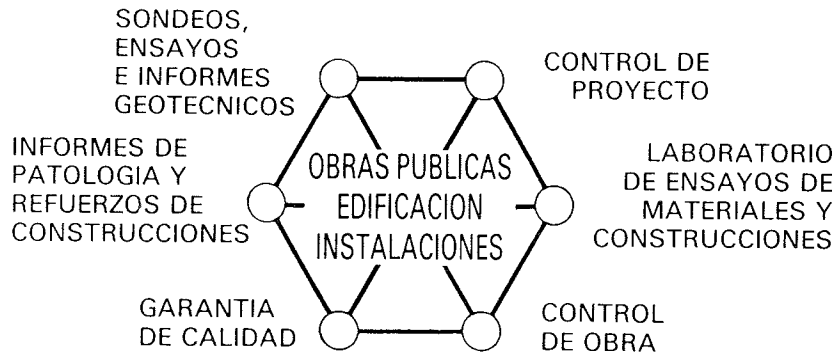 SONDEOS,
ENSAYOS
E INFORMES
GEOTECNICOS
CONTROL DE
PROYECTO
INFORMES DE
PATOLOGIA Y
REFUERZOS DE
CONSTRUCCIONES
OBRAS PUBLICAS
EDIFICACION
INSTALACIONES
LABORATORIO
DE ENSAYOS DE
MATERIALES Y
CONSTRUCCIONES
GARANTIA
DE CALIDAD
CONTROL
DE OBRA